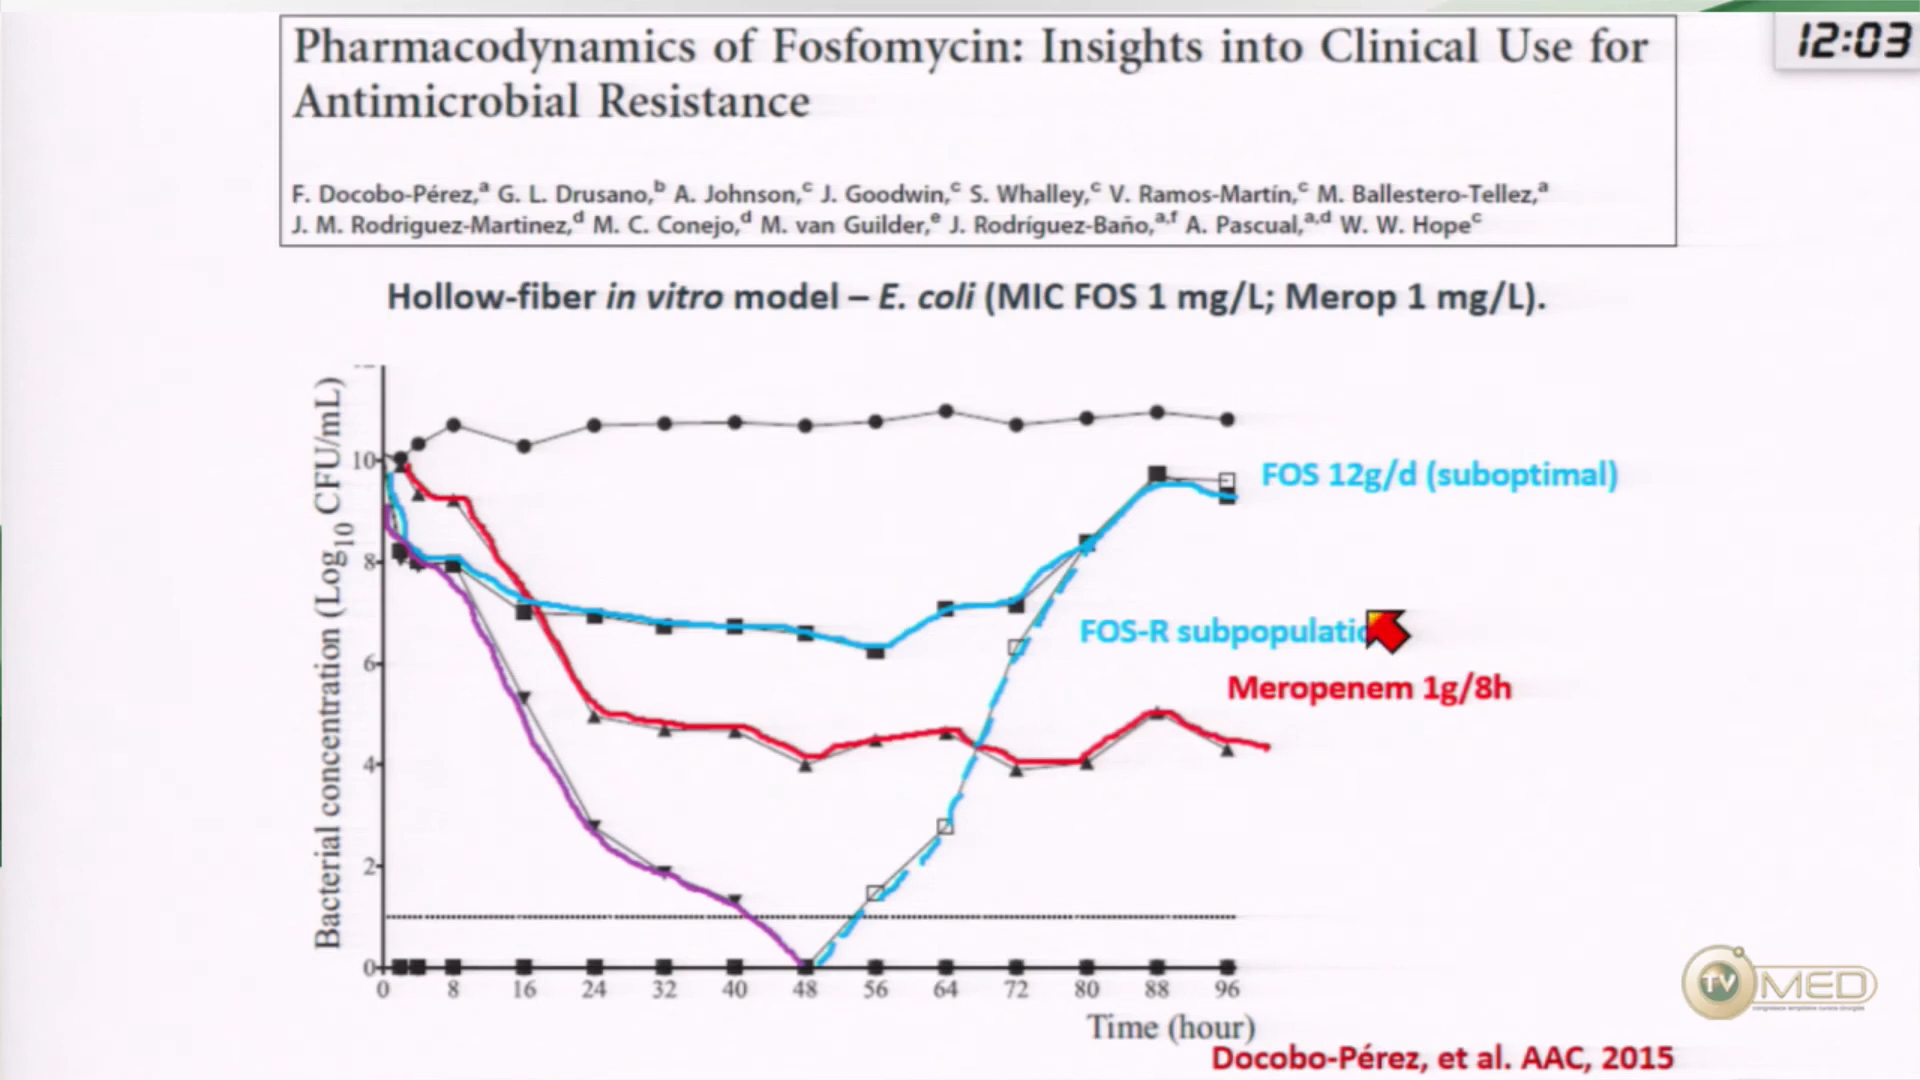 Pharmacodynamics of Fosfomycin: Insights into Clinical Use for
Antimicrobial Resistance
12:03
F. Docobo-Pérez,ᵃ G. L. Drusano,ᵇ A. Johnson,ᶜ J. Goodwin,ᶜ S. Whalley,ᶜ V. Ramos-Martín,ᶜ M. Ballestero-Tellez,ᵃ
J. M. Rodriguez-Martinez,ᵈ M. C. Conejo,ᵈ M. van Guilder,ᵉ J. Rodríguez-Baño,ᵃ,ᶠ A. Pascual,ᵃ,ᵈ W. W. Hopeᶜ
Hollow-fiber in vitro model – E. coli (MIC FOS 1 mg/L; Merop 1 mg/L).
Bacterial concentration (Log₁₀ CFU/mL)
10
8
6
4
2
0
FOS 12g/d (suboptimal)
FOS-R subpopulatio
Meropenem 1g/8h
0 8 16 24 32 40 48 56 64 72 80 88 96
Time (hour)
Docobo-Pérez, et al. AAC, 2015
TV MED